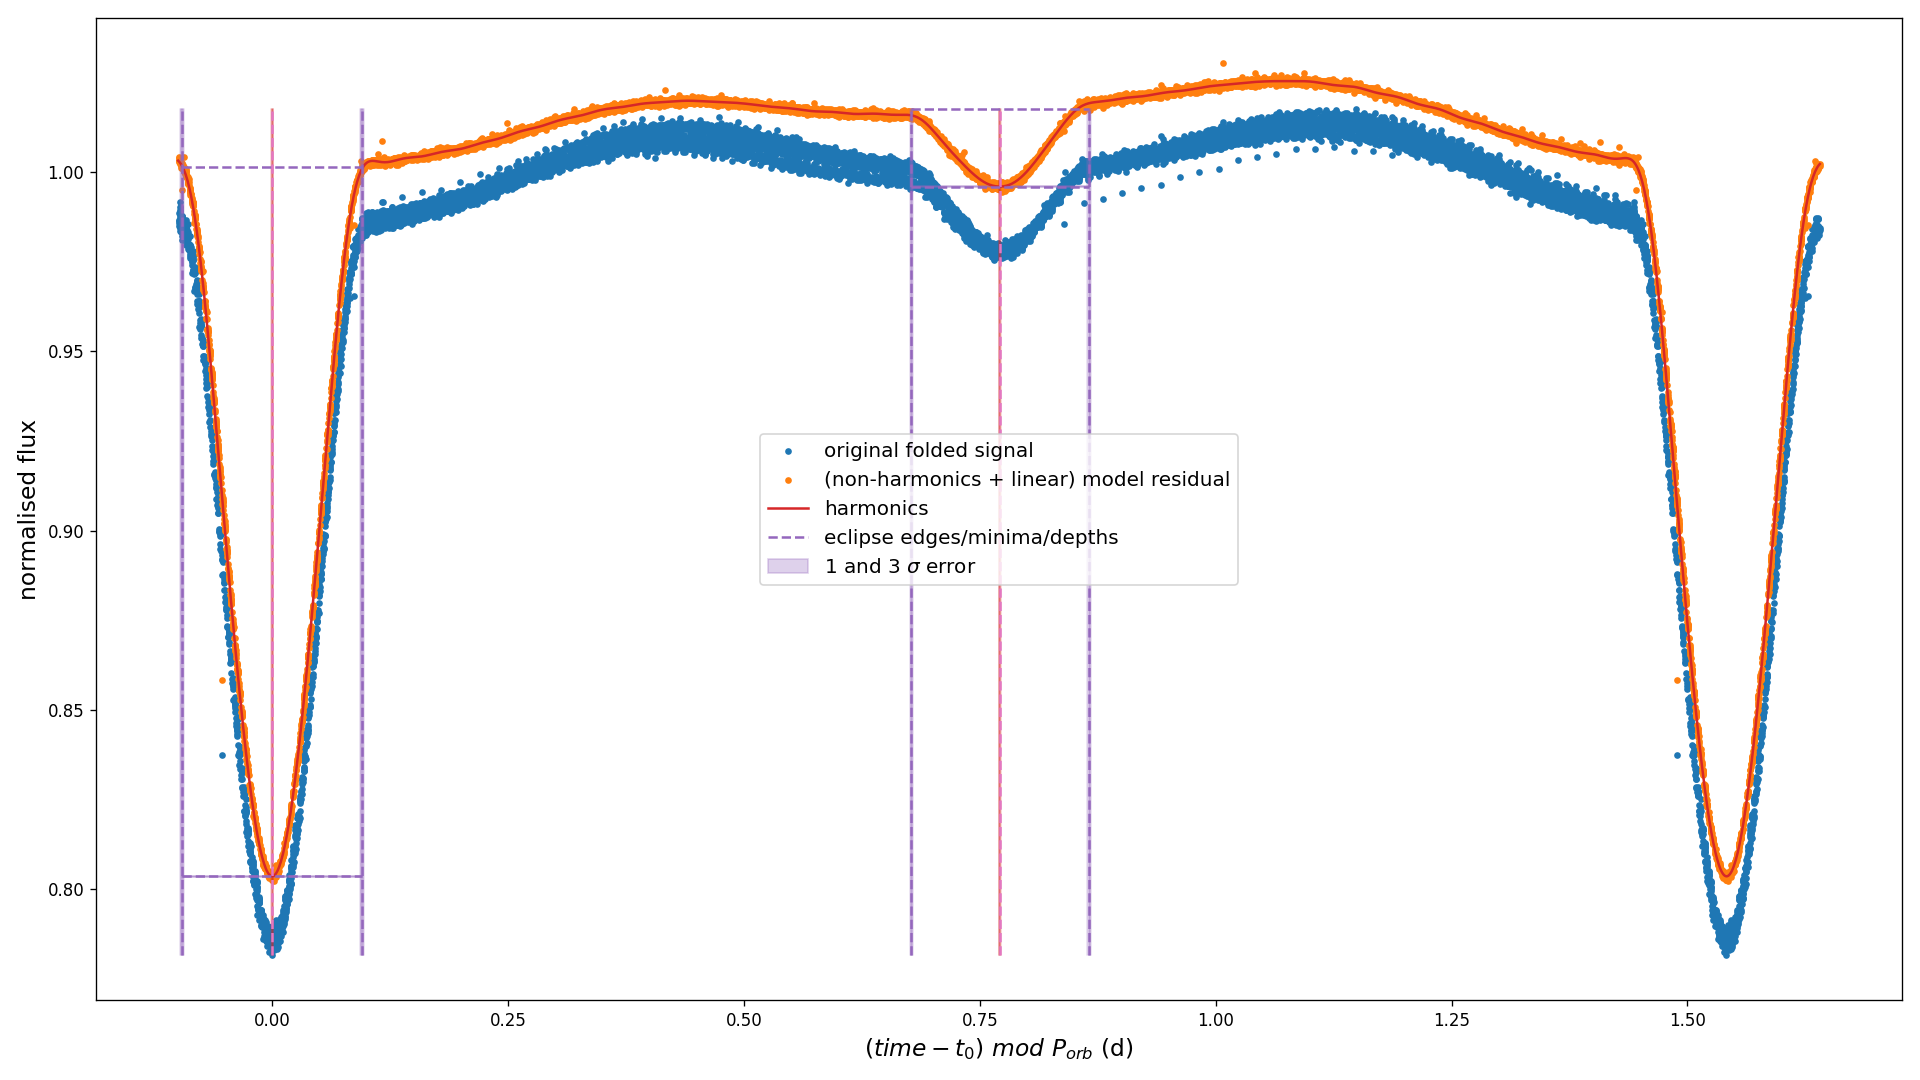 normalised flux
1.00
0.95
0.90
0.85
0.80
original folded signal
(non-harmonics + linear) model residual
harmonics
eclipse edges/minima/depths
1 and 3 σ error
0.00 0.25 0.50 0.75 1.00 1.25 1.50
(time − t₀) mod Pₒᵣb (d)